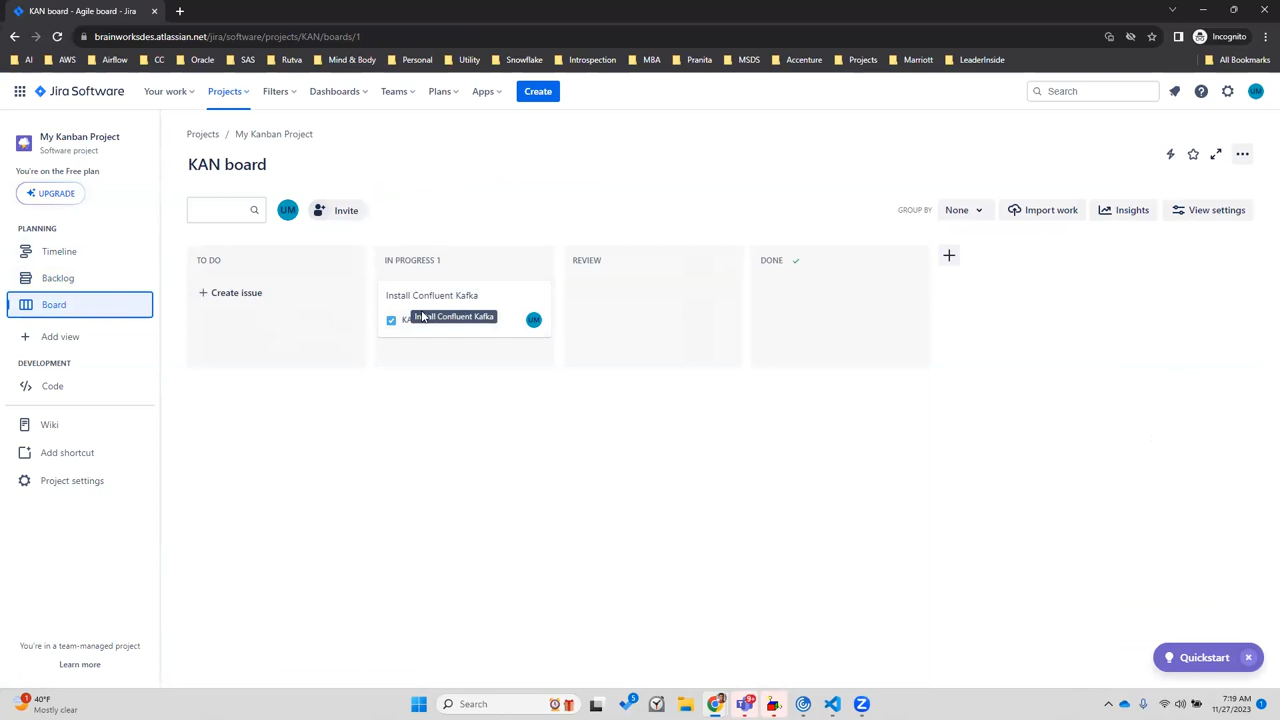 KAN board - Agile board - Jira
brainworksdes.atlassian.net/jira/software/projects/KAN/boards/1
Incognito
AI AWS Airflow CC Oracle SAS Rutva Mind & Body Personal Utility Snowflake Introspection MBA Pranita MSDS Accenture Projects Marriott LeaderInside All Bookmarks
Jira Software Your work Projects Filters Dashboards Teams Plans Apps Create Search UM
My Kanban Project
Software project
You're on the Free plan
UPGRADE
PLANNING
Timeline
Backlog
Board
Add view
DEVELOPMENT
Code
Wiki
Add shortcut
Project settings
You're in a team-managed project
Learn more
Projects / My Kanban Project
KAN board
UM Invite GROUP BY None Import work Insights View settings
TO DO IN PROGRESS 1 REVIEW DONE
+ Create issue
Install Confluent Kafka
Install Confluent Kafka
UM
Quickstart
1 40°F
Mostly clear
Search
5
9+
7:19 AM
11/27/2023
1